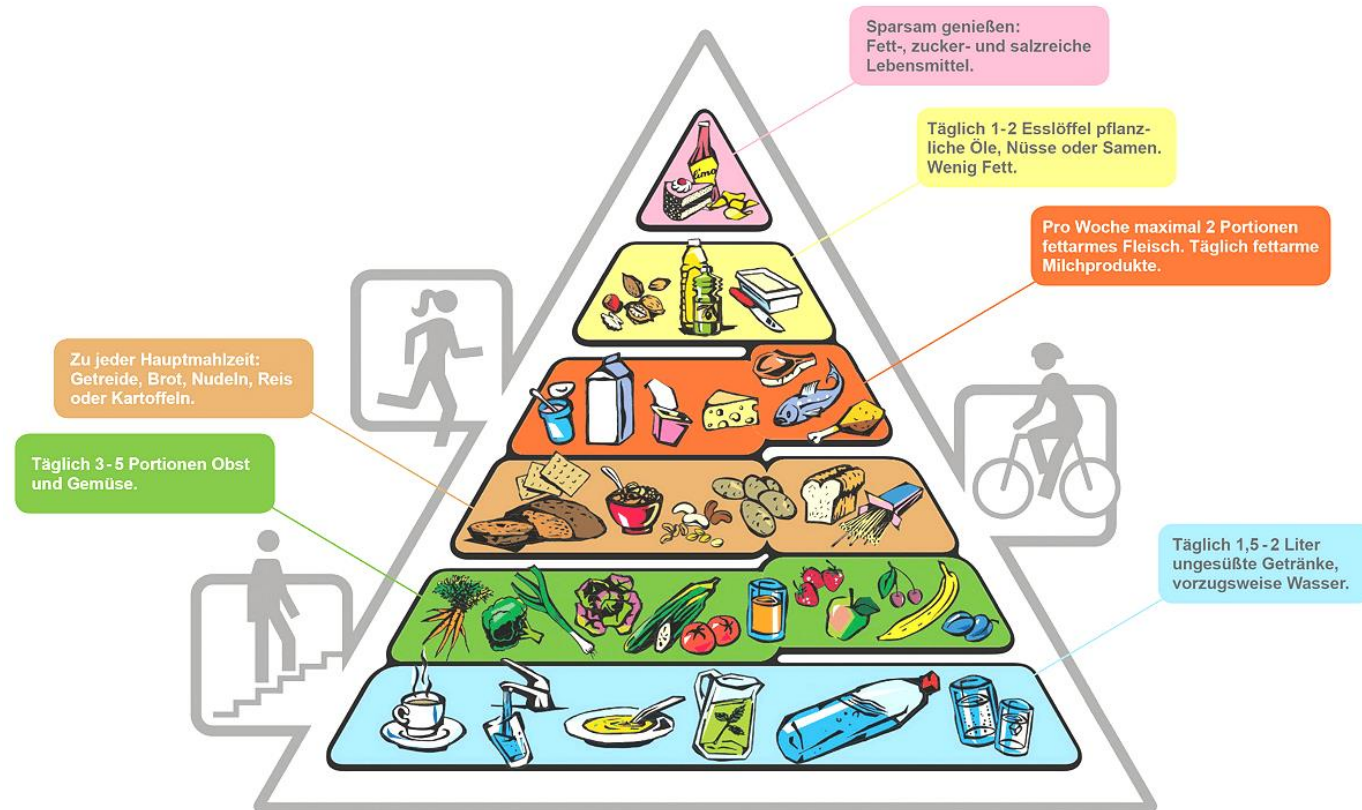 Sparsam genießen:
Fett-, zucker- und salzreiche
Lebensmittel.
limo
Täglich 1-2 Esslöffel pflanz-
liche Öle, Nüsse oder Samen.
Wenig Fett.
Pro Woche maximal 2 Portionen
fettarmes Fleisch. Täglich fettarme
Milchprodukte.
Zu jeder Hauptmahlzeit:
Getreide, Brot, Nudeln, Reis
oder Kartoffeln.
Täglich 3-5 Portionen Obst
und Gemüse.
Täglich 1,5-2 Liter
ungesüßte Getränke,
vorzugsweise Wasser.